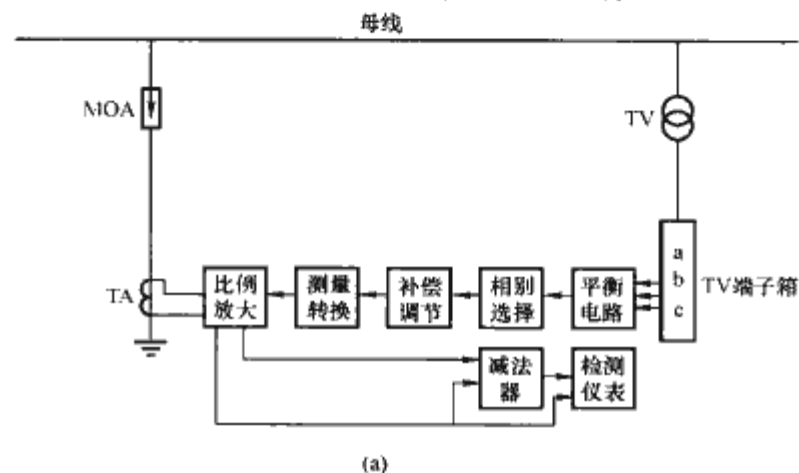 母线
MOA
TV
TA
比例
放大
测量
转换
补偿
调节
相别
选择
平衡
电路
a
b
c
TV端子箱
减法
器
检测
仪表
(a)